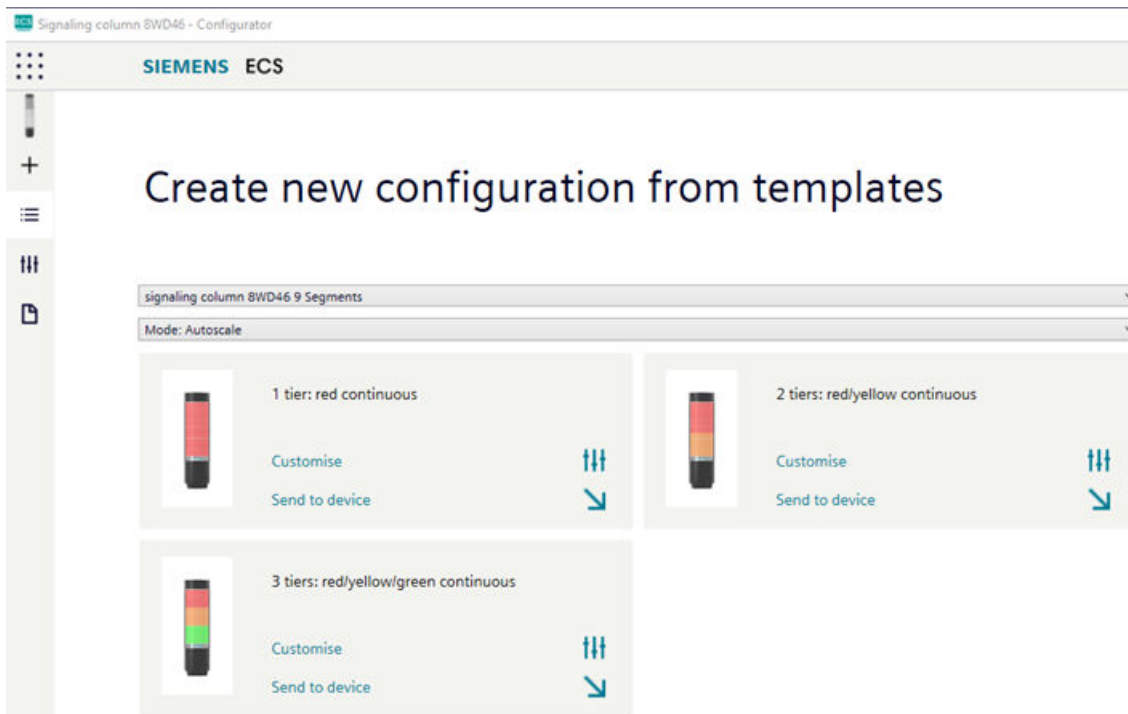 Signaling column 8WD46 - Configurator
SIEMENS ECS
Create new configuration from templates
signaling column 8WD46 9 Segments
Mode: Autoscale
1 tier: red continuous
Customise
Send to device
2 tiers: red/yellow continuous
Customise
Send to device
3 tiers: red/yellow/green continuous
Customise
Send to device